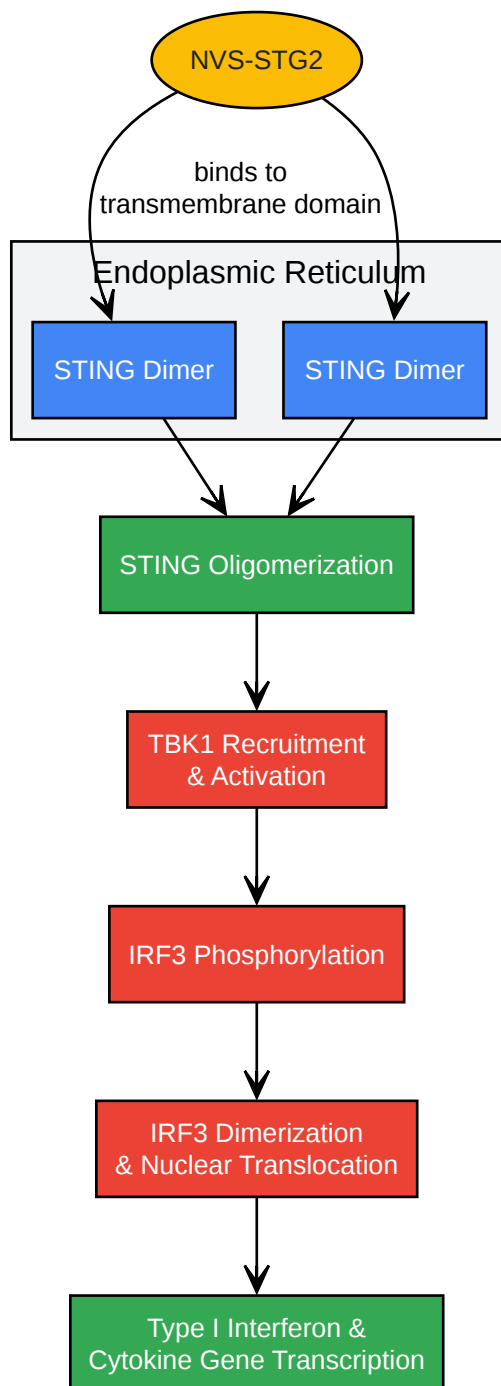 NVS-STG2
binds to
transmembrane domain
Endoplasmic Reticulum
STING Dimer
STING Dimer
STING Oligomerization
TBK1 Recruitment
& Activation
IRF3 Phosphorylation
IRF3 Dimerization
& Nuclear Translocation
Type I Interferon &
Cytokine Gene Transcription